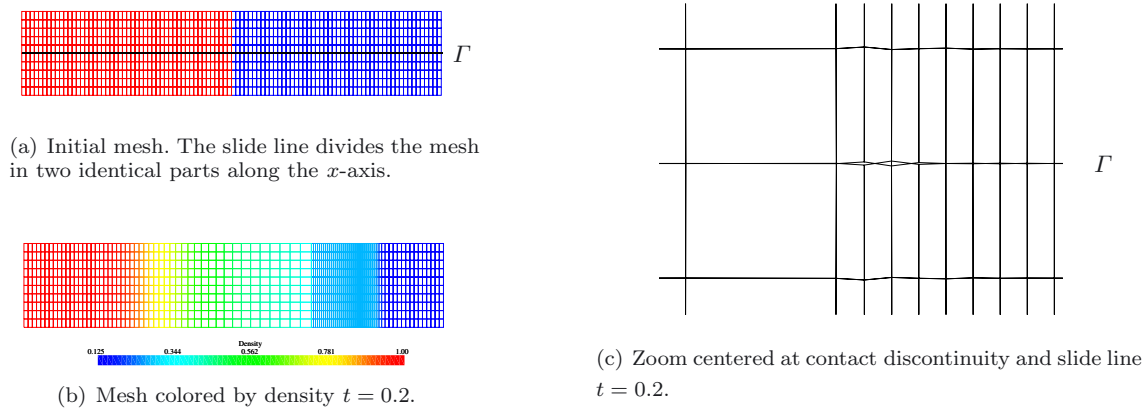 Γ
(a) Initial mesh. The slide line divides the mesh
in two identical parts along the x-axis.
Density
0.125 0.344 0.562 0.781 1.00
(b) Mesh colored by density t = 0.2.
Γ
(c) Zoom centered at contact discontinuity and slide line
t = 0.2.